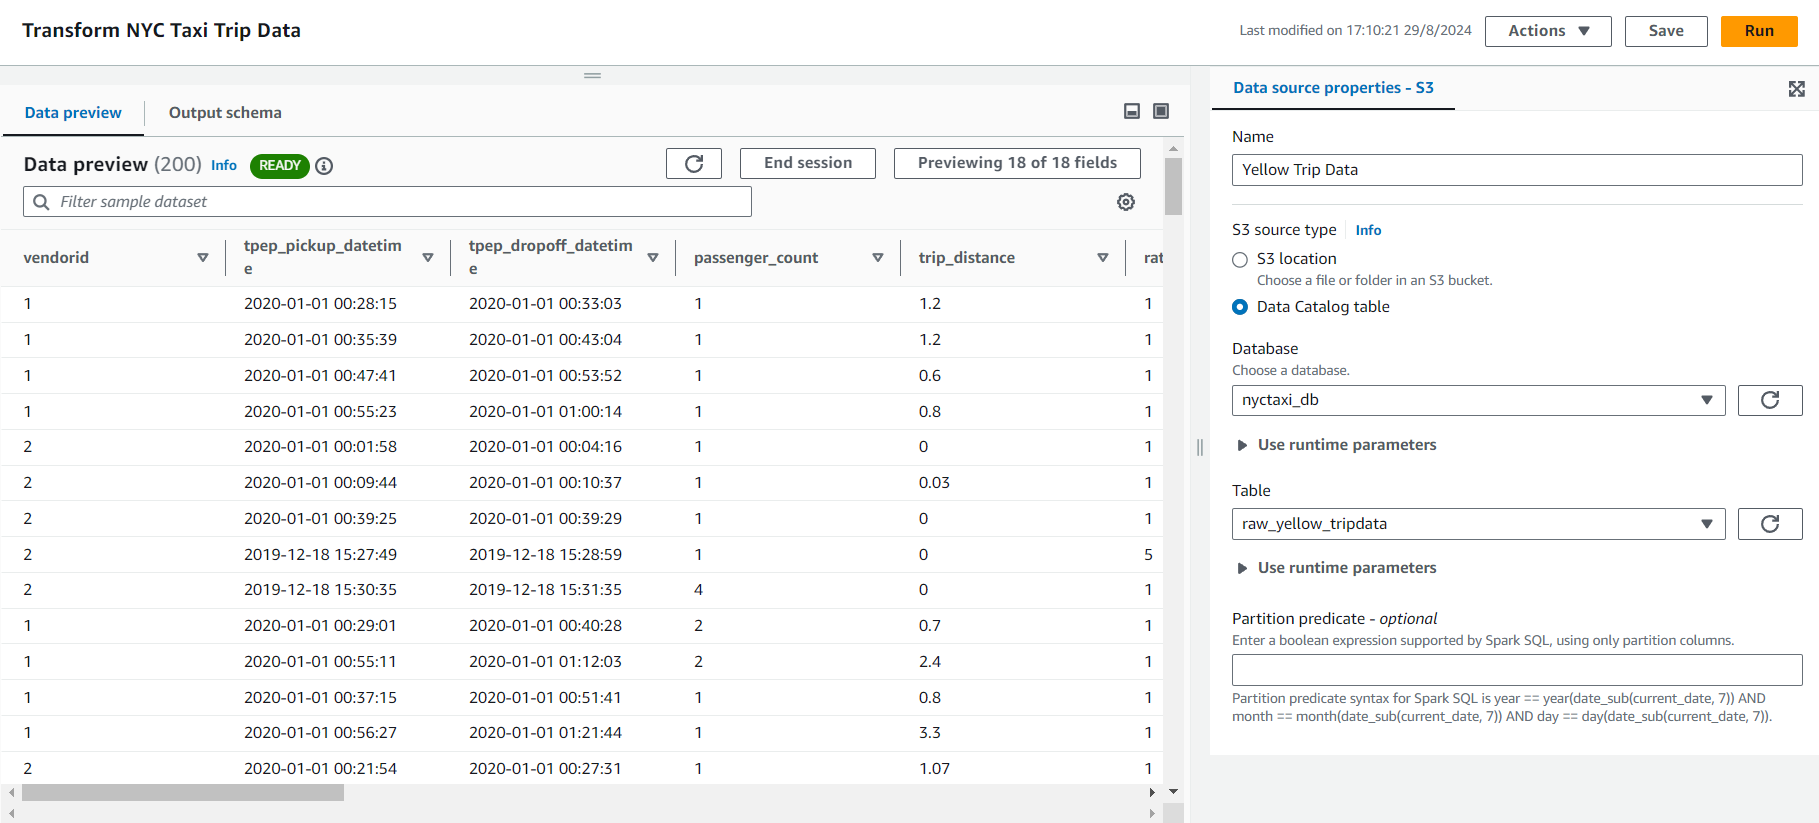 Transform NYC Taxi Trip Data
Last modified on 17:10:21 29/8/2024
Actions
Save
Run
Data preview
Output schema
Data preview (200) Info READY
End session
Previewing 18 of 18 fields
Filter sample dataset
vendorid tpep_pickup_datetime tpep_dropoff_datetime passenger_count trip_distance rat
1 2020-01-01 00:28:15 2020-01-01 00:33:03 1 1.2 1
1 2020-01-01 00:35:39 2020-01-01 00:43:04 1 1.2 1
1 2020-01-01 00:47:41 2020-01-01 00:53:52 1 0.6 1
1 2020-01-01 00:55:23 2020-01-01 01:00:14 1 0.8 1
2 2020-01-01 00:01:58 2020-01-01 00:04:16 1 0 1
2 2020-01-01 00:09:44 2020-01-01 00:10:37 1 0.03 1
2 2020-01-01 00:39:25 2020-01-01 00:39:29 1 0 1
2 2019-12-18 15:27:49 2019-12-18 15:28:59 1 0 5
2 2019-12-18 15:30:35 2019-12-18 15:31:35 4 0 1
1 2020-01-01 00:29:01 2020-01-01 00:40:28 2 0.7 1
1 2020-01-01 00:55:11 2020-01-01 01:12:03 2 2.4 1
1 2020-01-01 00:37:15 2020-01-01 00:51:41 1 0.8 1
1 2020-01-01 00:56:27 2020-01-01 01:21:44 1 3.3 1
2 2020-01-01 00:21:54 2020-01-01 00:27:31 1 1.07 1
Data source properties - S3
Name
Yellow Trip Data
S3 source type Info
S3 location
Choose a file or folder in an S3 bucket.
Data Catalog table
Database
Choose a database.
nyctaxi_db
Use runtime parameters
Table
raw_yellow_tripdata
Use runtime parameters
Partition predicate - optional
Enter a boolean expression supported by Spark SQL, using only partition columns.
Partition predicate syntax for Spark SQL is year == year(date_sub(current_date, 7)) AND
month == month(date_sub(current_date, 7)) AND day == day(date_sub(current_date, 7)).